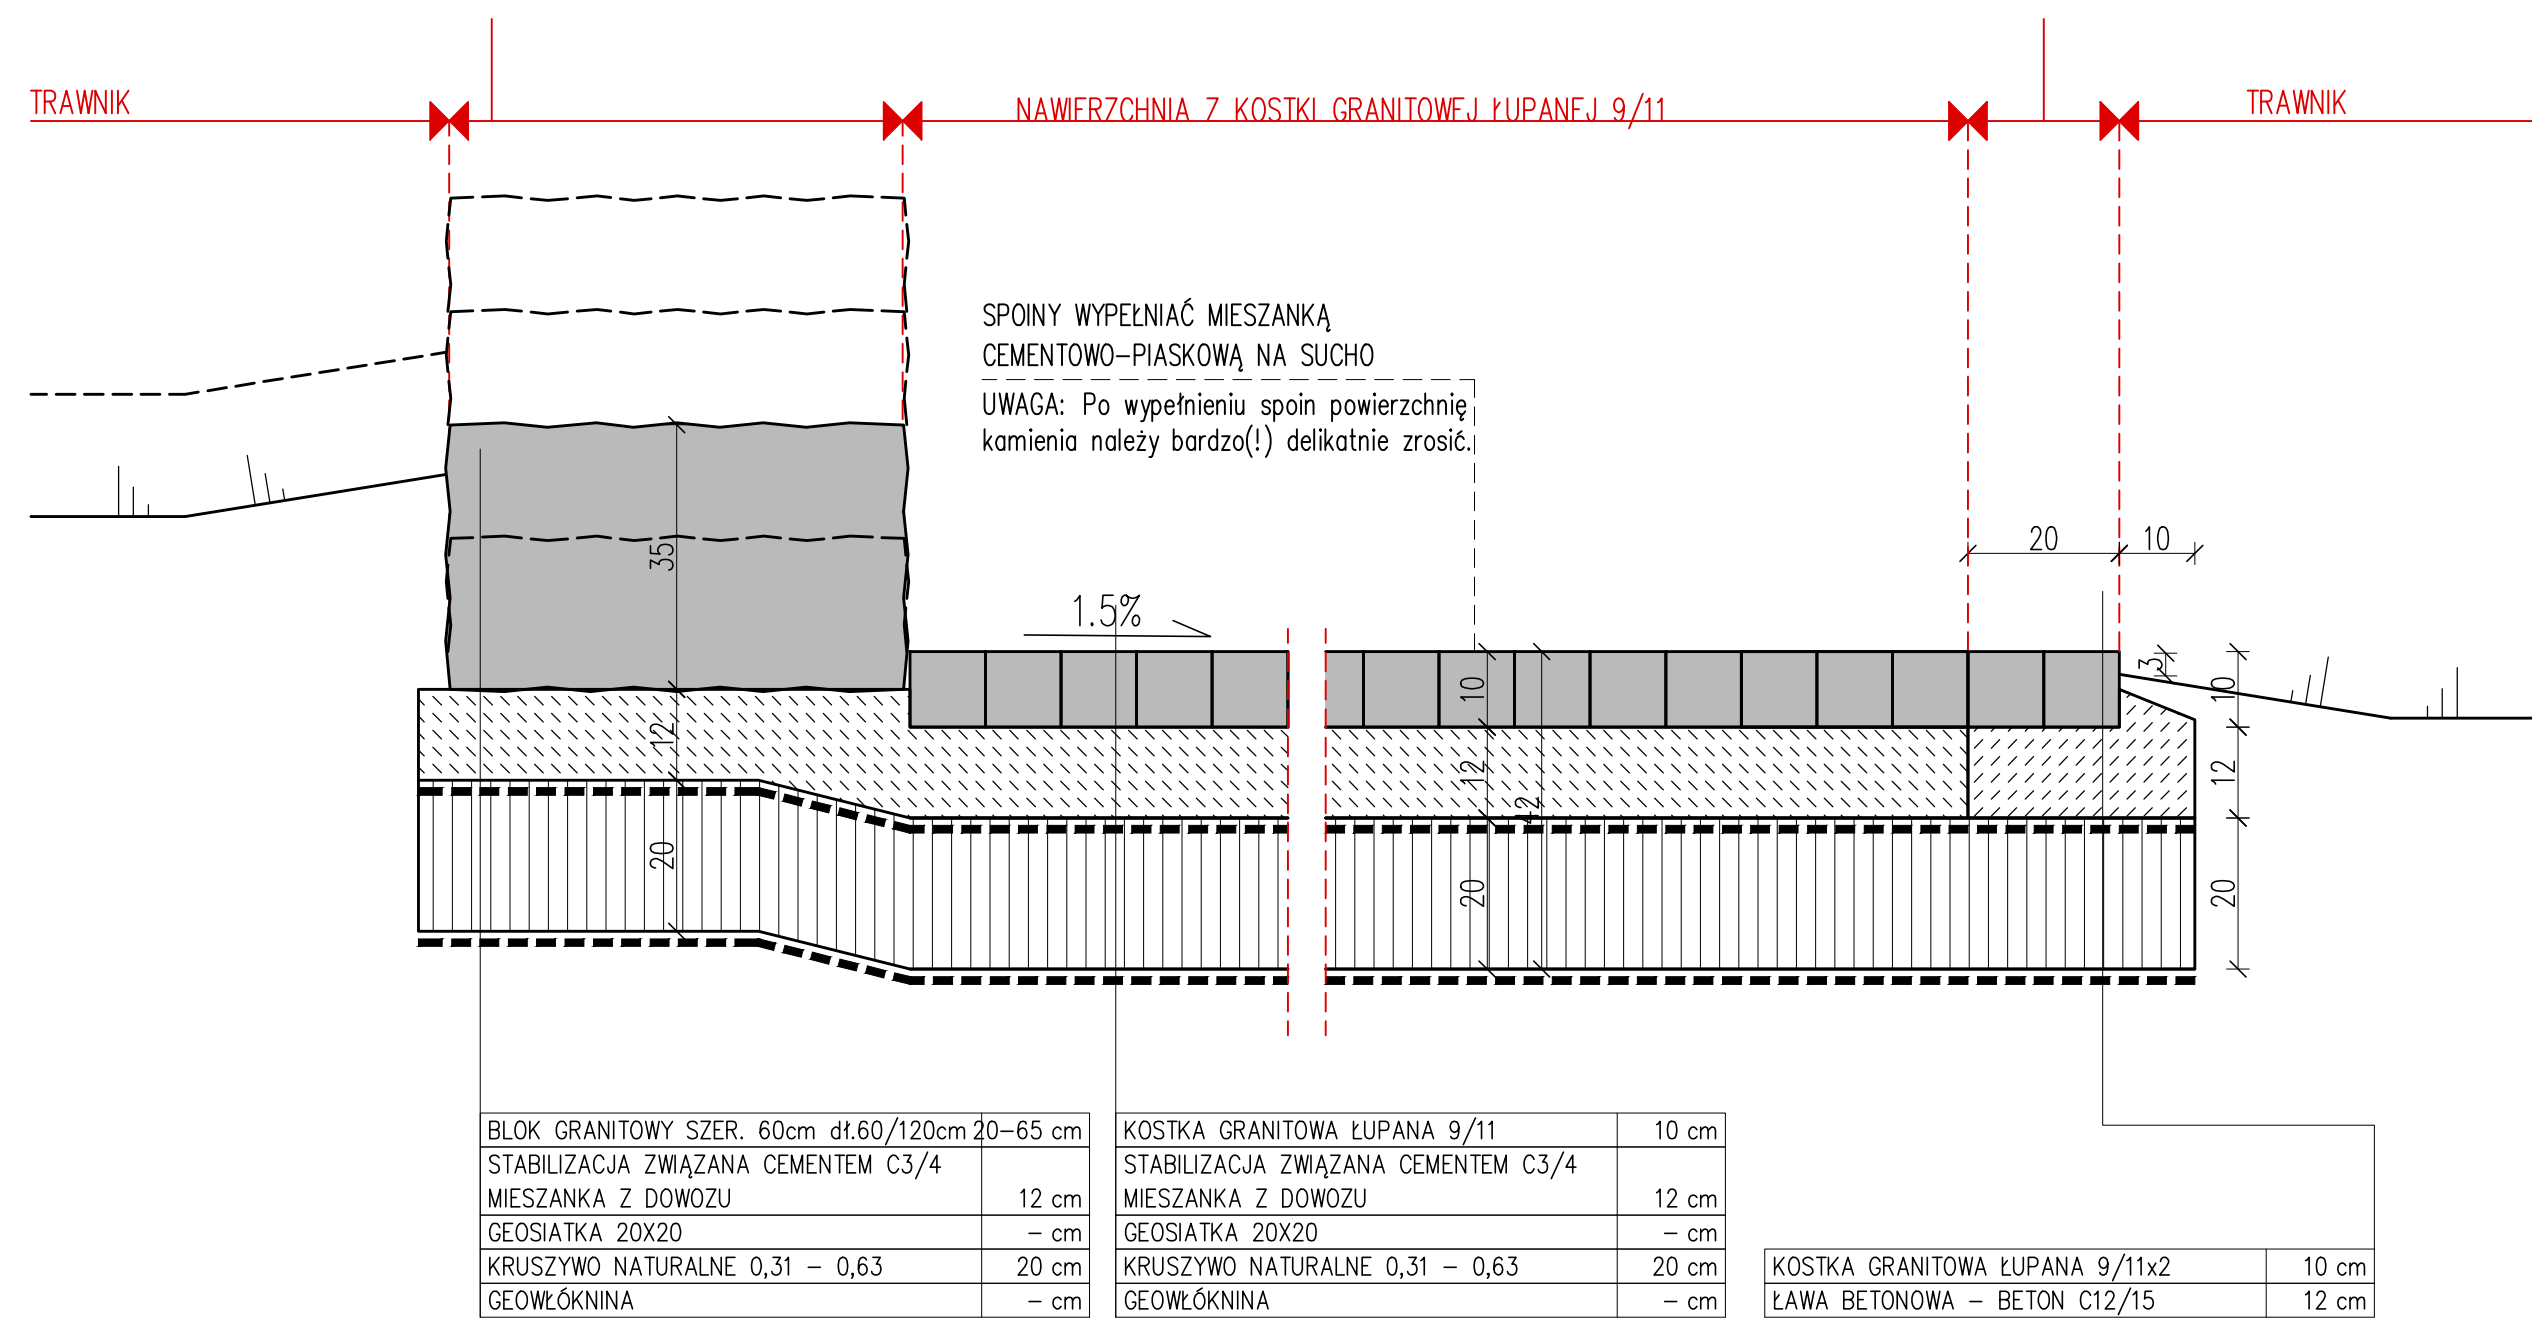 TRAWNIK
NAWIERZCHNIA Z KOSTKI GRANITOWEJ ŁUPANEJ 9/11
TRAWNIK
SPOINY WYPEŁNIAĆ MIESZANKĄ
CEMENTOWO-PIASKOWĄ NA SUCHO
UWAGA: Po wypełnieniu spoin powierzchnię
kamienia należy bardzo(!) delikatnie zrosić.
35
12
20
1.5%
10
12
42
20
20
10
3
10
12
20
BLOK GRANITOWY SZER. 60cm dł.60/120cm 20-65 cm
STABILIZACJA ZWIĄZANA CEMENTEM C3/4
MIESZANKA Z DOWOZU 12 cm
GEOSIATKA 20X20 - cm
KRUSZYWO NATURALNE 0,31 - 0,63 20 cm
GEOWŁÓKNINA - cm
KOSTKA GRANITOWA ŁUPANA 9/11 10 cm
STABILIZACJA ZWIĄZANA CEMENTEM C3/4
MIESZANKA Z DOWOZU 12 cm
GEOSIATKA 20X20 - cm
KRUSZYWO NATURALNE 0,31 - 0,63 20 cm
GEOWŁÓKNINA - cm
KOSTKA GRANITOWA ŁUPANA 9/11x2 10 cm
ŁAWA BETONOWA - BETON C12/15 12 cm